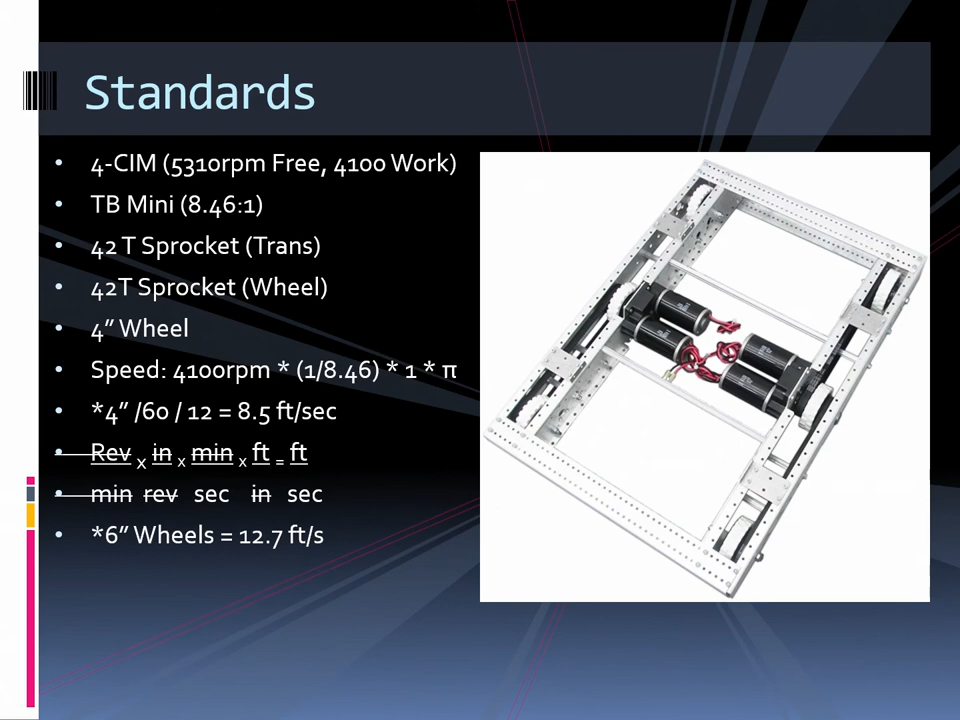 Standards
4-CIM (5310rpm Free, 4100 Work)
TB Mini (8.46:1)
42 T Sprocket (Trans)
42T Sprocket (Wheel)
4” Wheel
Speed: 4100rpm * (1/8.46) * 1 * π
*4” /60 / 12 = 8.5 ft/sec
Rev x in x min x ft = ft
min rev sec in sec
*6” Wheels = 12.7 ft/s